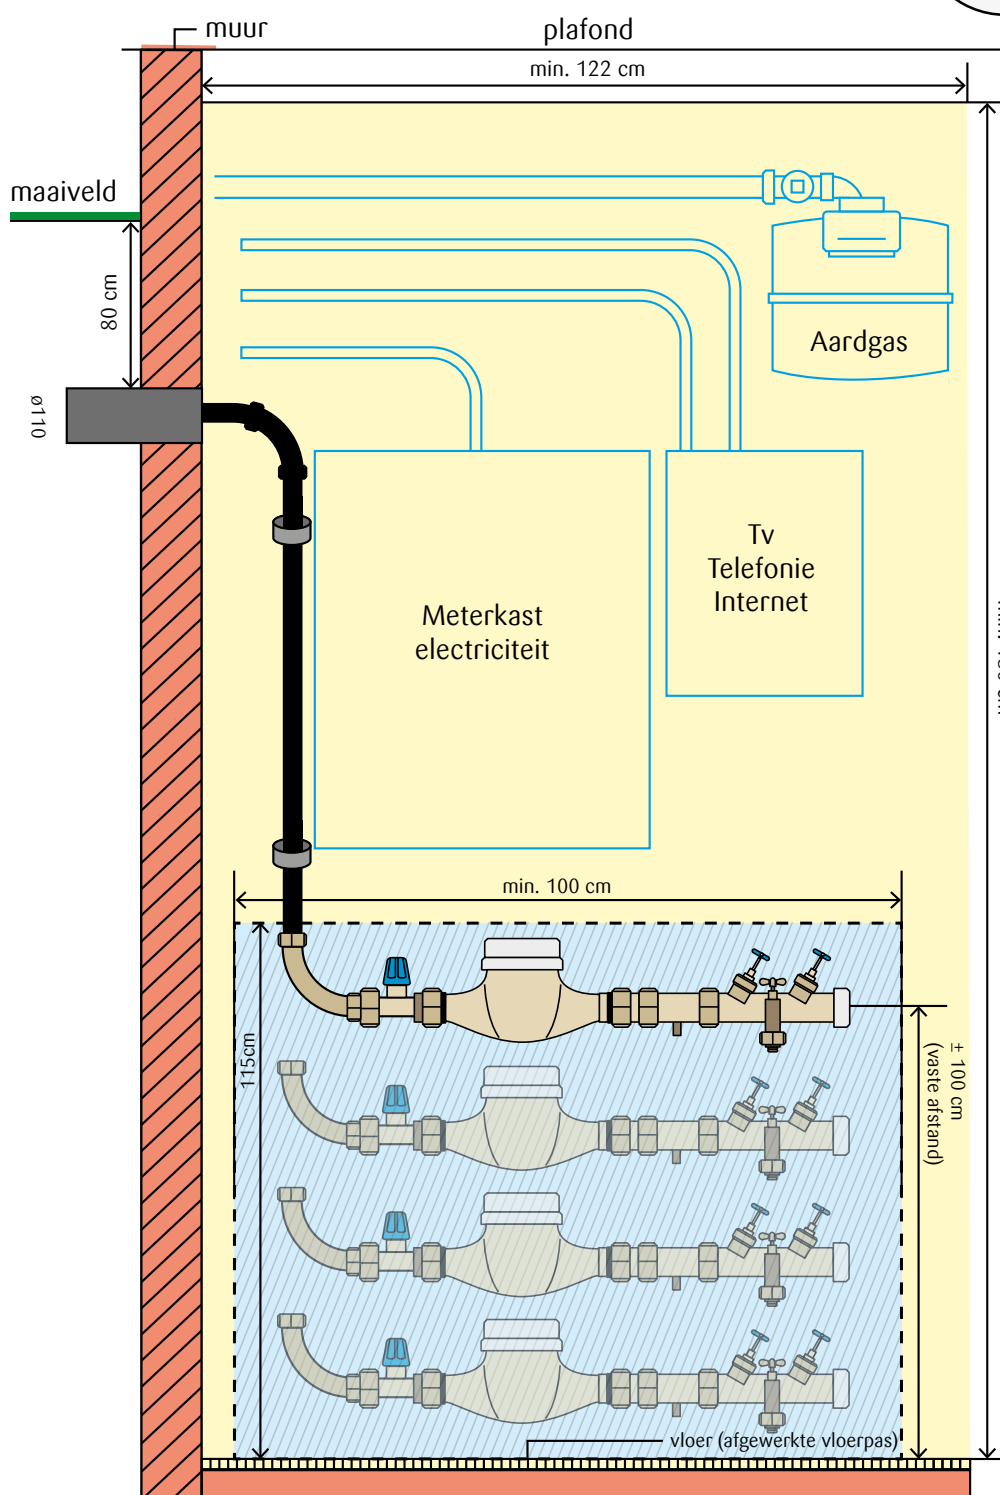 muur
plafond
min. 122 cm
maaiveld
80 cm
ø110
Aardgas
Tv
Telefonie
Internet
Meterkast
electriciteit
min. 100 cm
115cm
± 100 cm
(vaste afstand)
vloer (afgewerkte vloerpas)